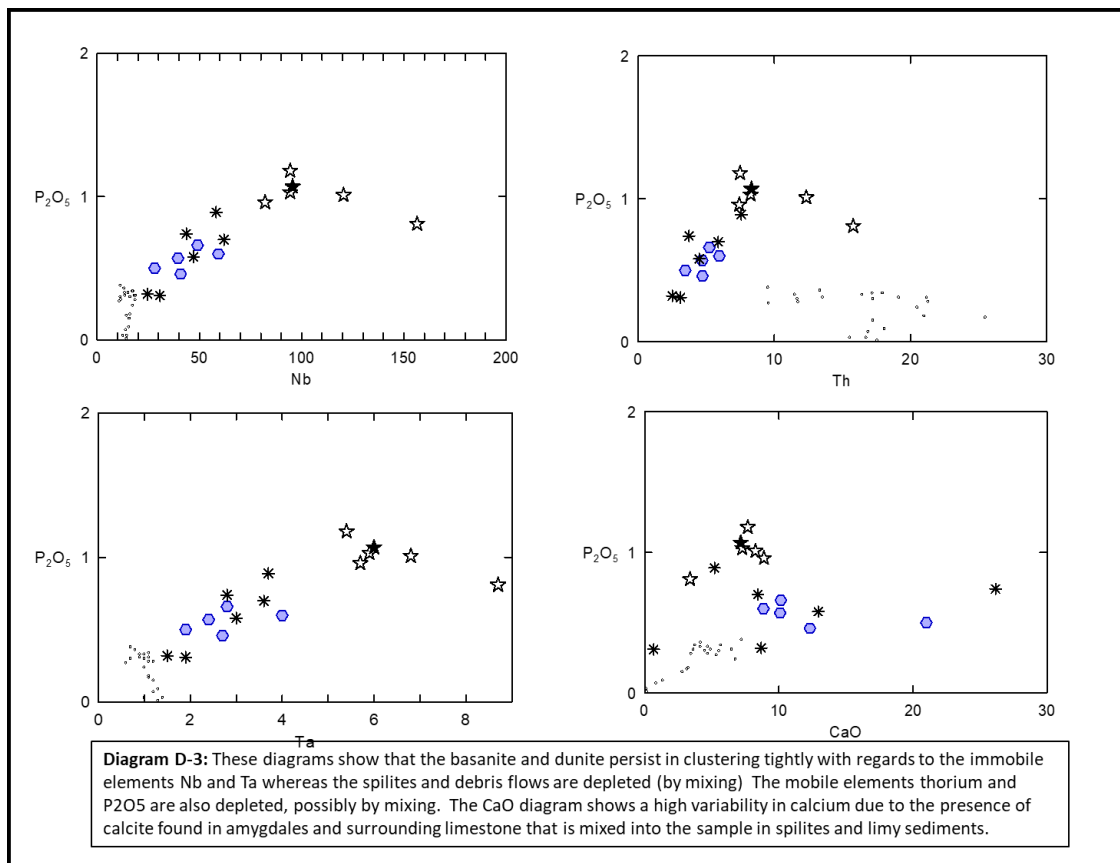 2
P₂O₅
1
0
0
50
100
150
200
Nb
2
P₂O₅
1
0
0
10
20
30
Th
2
P₂O₅
1
0
0
2
4
6
8
Ta
2
P₂O₅
1
0
0
10
20
30
CaO
Diagram D-3: These diagrams show that the basanite and dunite persist in clustering tightly with regards to the immobile
elements Nb and Ta whereas the spilites and debris flows are depleted (by mixing) The mobile elements thorium and
P2O5 are also depleted, possibly by mixing. The CaO diagram shows a high variability in calcium due to the presence of
calcite found in amygdales and surrounding limestone that is mixed into the sample in spilites and limy sediments.